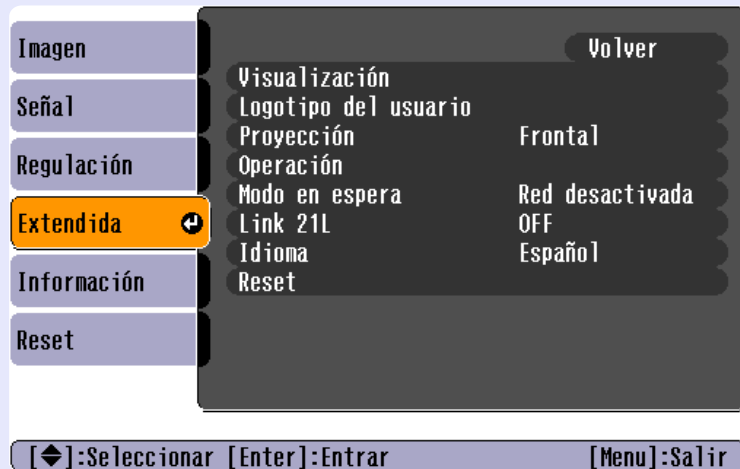 Imagen
Señal
Regulación
Extendida
Información
Reset
Volver
Visualización
Logotipo del usuario
Proyección Frontal
Operación
Modo en espera Red desactivada
Link 21L OFF
Idioma Español
Reset
[◆]:Seleccionar [Enter]:Entrar [Menu]:Salir